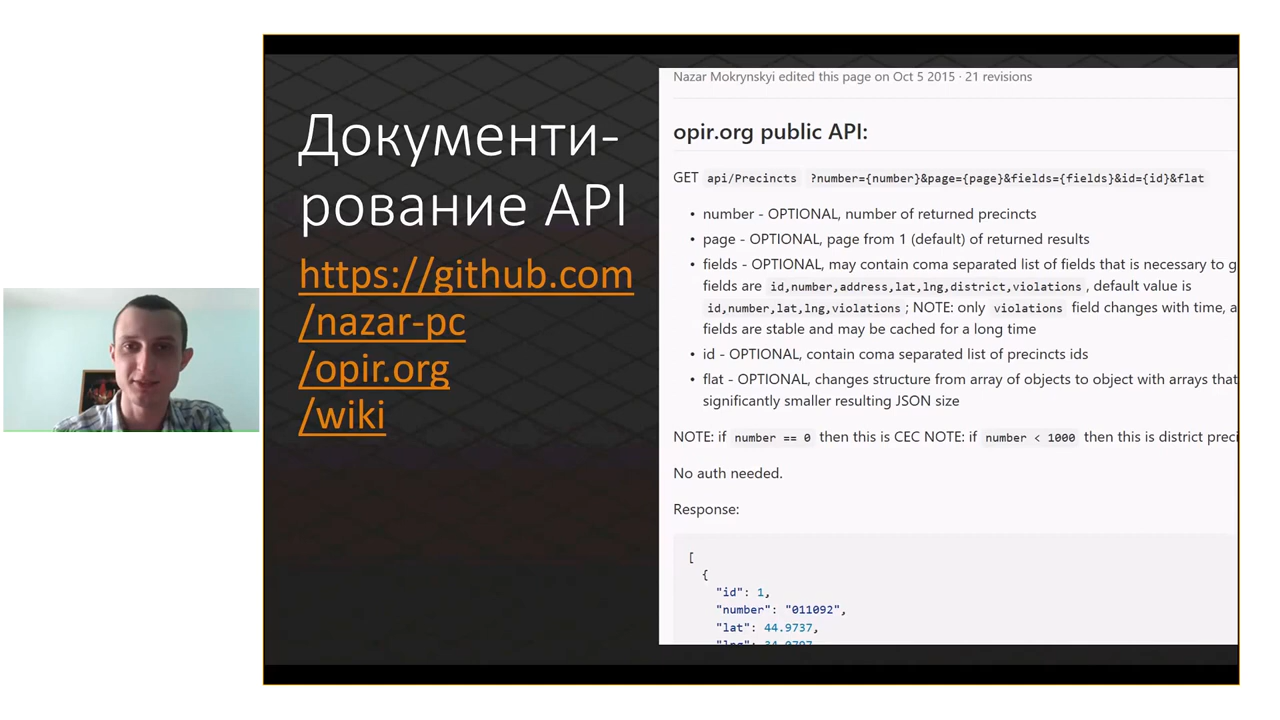 Документи-
рование API
https://github.com
/nazar-pc
/opir.org
/wiki
Nazar Mokrynskyi edited this page on Oct 5 2015 · 21 revisions
opir.org public API:
GET api/Precincts ?number={number}&page={page}&fields={fields}&id={id}&flat
• number - OPTIONAL, number of returned precincts
• page - OPTIONAL, page from 1 (default) of returned results
• fields - OPTIONAL, may contain coma separated list of fields that is necessary to g
fields are id,number,address,lat,lng,district,violations , default value is
id,number,lat,lng,violations ; NOTE: only violations field changes with time, a
fields are stable and may be cached for a long time
• id - OPTIONAL, contain coma separated list of precincts ids
• flat - OPTIONAL, changes structure from array of objects to object with arrays that
significantly smaller resulting JSON size
NOTE: if number == 0 then this is CEC NOTE: if number < 1000 then this is district preci
No auth needed.
Response:
[
{
"id": 1,
"number": "011092",
"lat": 44.9737,